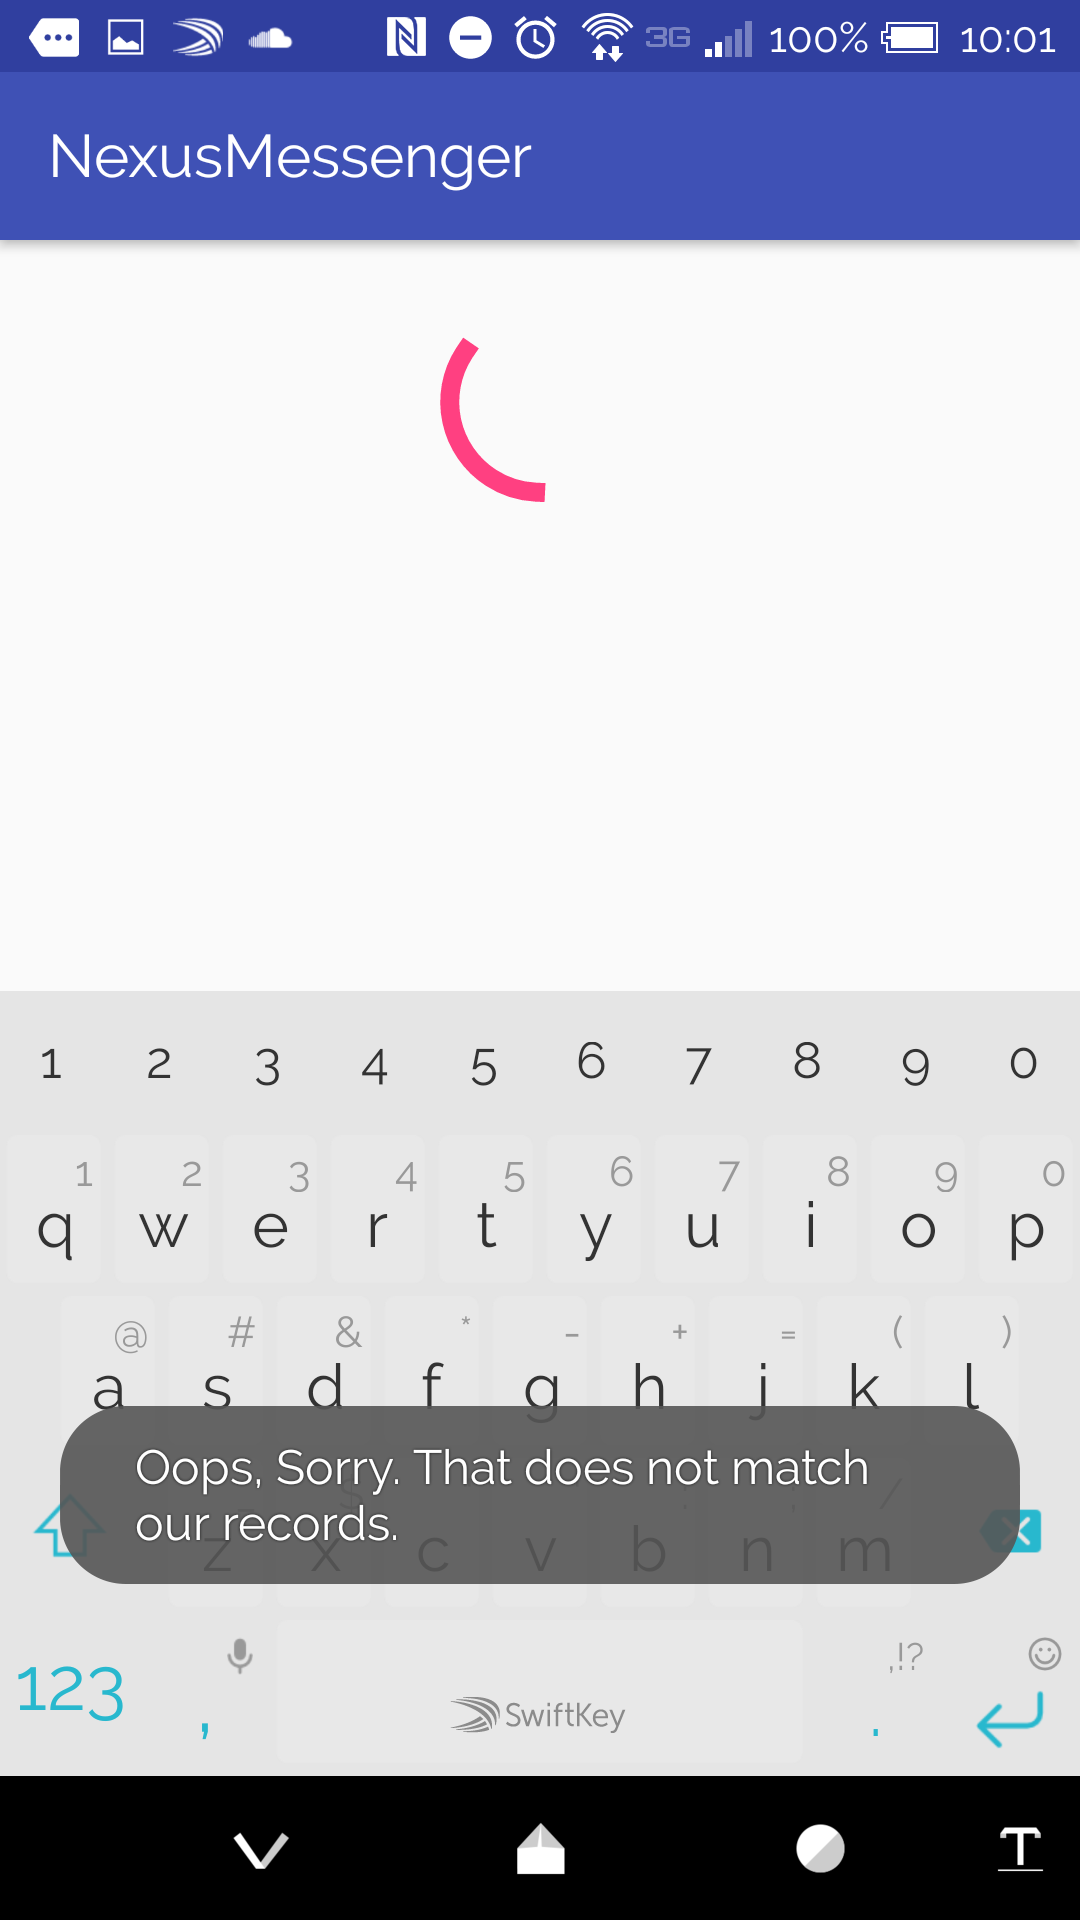 3G 100% 10:01
NexusMessenger
1 2 3 4 5 6 7 8 9 0
1 2 3 4 5 6 7 8 9 0
q w e r t y u i o p
@ # & * - + = ( )
a s d f g h j k l
Oops, Sorry. That does not match
our records.
z x c v b n m
123 , SwiftKey ,!? .
T